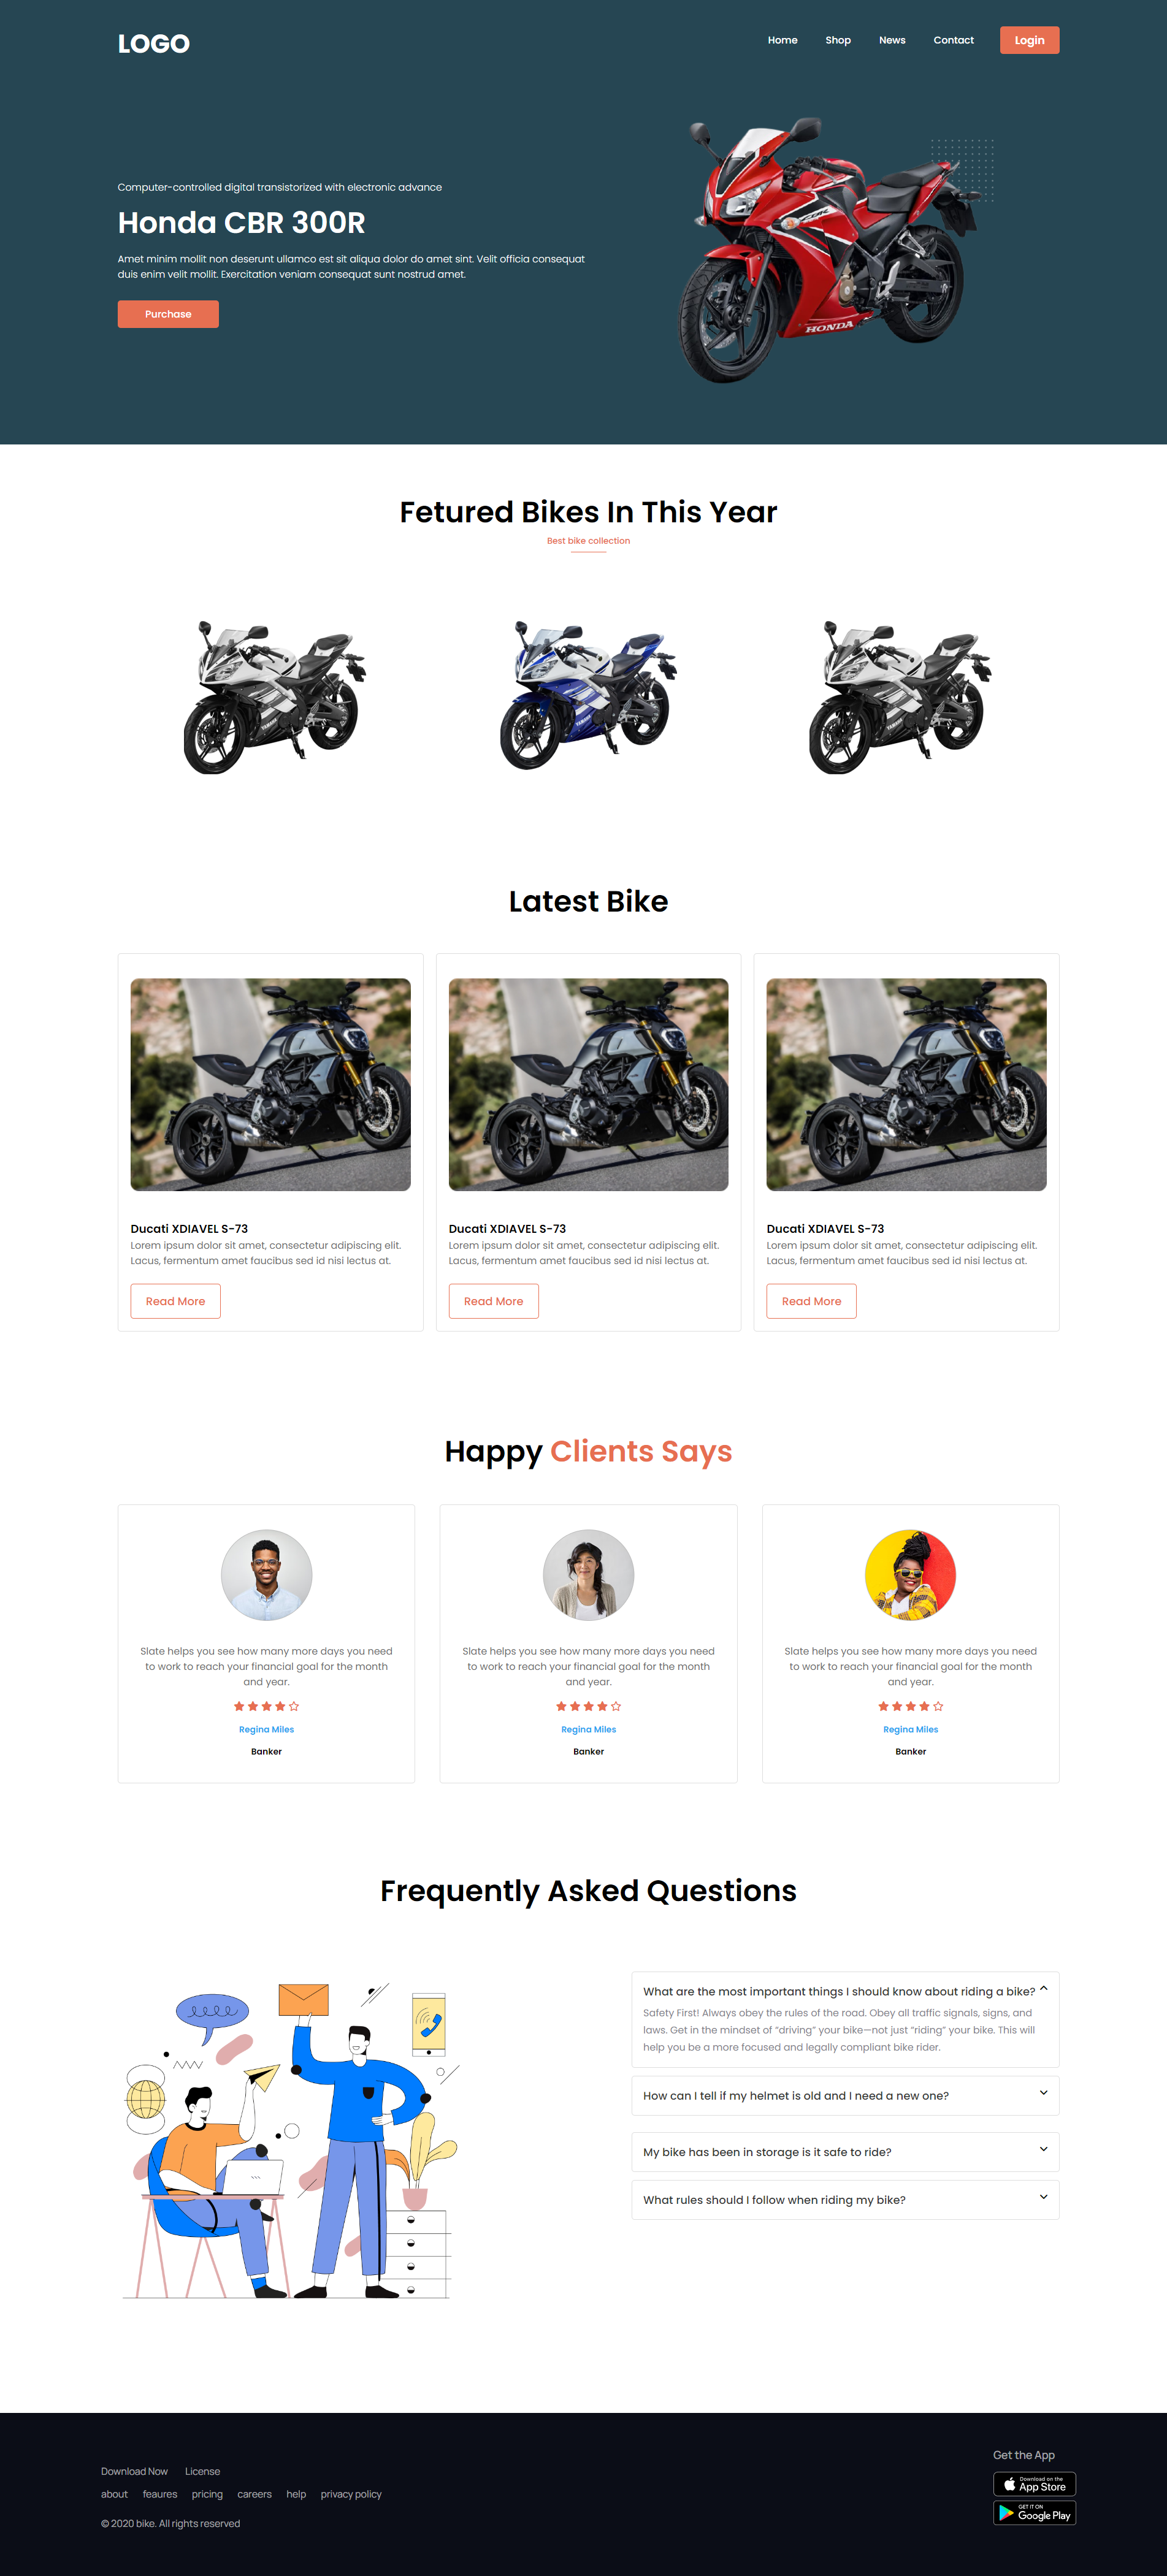 LOGO
Home Shop News Contact Login
Computer-controlled digital transistorized with electronic advance
Honda CBR 300R
Amet minim mollit non deserunt ullamco est sit aliqua dolor do amet sint. Velit officia consequat
duis enim velit mollit. Exercitation veniam consequat sunt nostrud amet.
Purchase
HONDA
Fetured Bikes In This Year
Best bike collection
Latest Bike
Ducati XDIAVEL S-73
Lorem ipsum dolor sit amet, consectetur adipiscing elit.
Lacus, fermentum amet faucibus sed id nisi lectus at.
Read More
Ducati XDIAVEL S-73
Lorem ipsum dolor sit amet, consectetur adipiscing elit.
Lacus, fermentum amet faucibus sed id nisi lectus at.
Read More
Ducati XDIAVEL S-73
Lorem ipsum dolor sit amet, consectetur adipiscing elit.
Lacus, fermentum amet faucibus sed id nisi lectus at.
Read More
Happy Clients Says
Slate helps you see how many more days you need
to work to reach your financial goal for the month
and year.
Regina Miles
Banker
Slate helps you see how many more days you need
to work to reach your financial goal for the month
and year.
Regina Miles
Banker
Slate helps you see how many more days you need
to work to reach your financial goal for the month
and year.
Regina Miles
Banker
Frequently Asked Questions
What are the most important things I should know about riding a bike?
Safety First! Always obey the rules of the road. Obey all traffic signals, signs, and
laws. Get in the mindset of “driving” your bike—not just “riding” your bike. This will
help you be a more focused and legally compliant bike rider.
How can I tell if my helmet is old and I need a new one?
My bike has been in storage is it safe to ride?
What rules should I follow when riding my bike?
Download Now License
about feaures pricing careers help privacy policy
© 2020 bike. All rights reserved
Get the App
Download on the
App Store
GET IT ON
Google Play